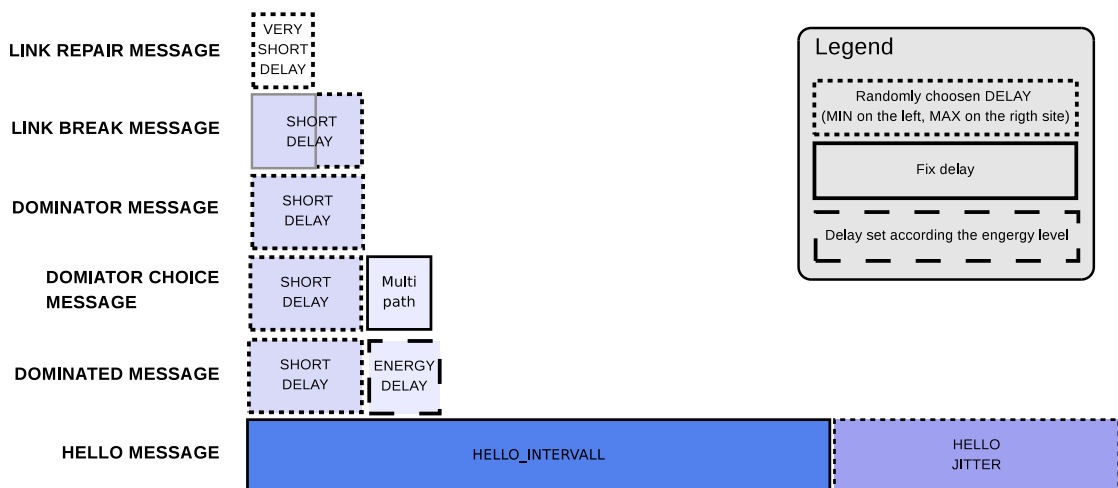 LINK REPAIR MESSAGE
VERY
SHORT
DELAY
LINK BREAK MESSAGE
SHORT
DELAY
DOMINATOR MESSAGE
SHORT
DELAY
DOMIATOR CHOICE
MESSAGE
SHORT
DELAY
Multi
path
DOMINATED MESSAGE
SHORT
DELAY
ENERGY
DELAY
HELLO MESSAGE
HELLO_INTERVALL
HELLO
JITTER
Legend
Randomly choosen DELAY
(MIN on the left, MAX on the rigth site)
Fix delay
Delay set according the engergy level